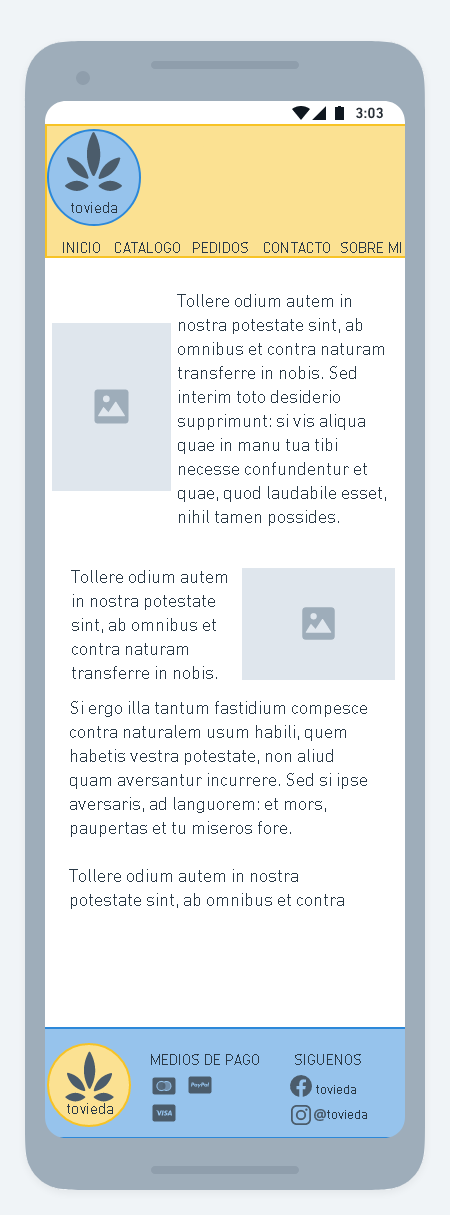 3:03
tovieda
INICIO CATALOGO PEDIDOS CONTACTO SOBRE MI
Tollere odium autem in
nostra potestate sint, ab
omnibus et contra naturam
transferre in nobis. Sed
interim toto desiderio
supprimunt: si vis aliqua
quae in manu tua tibi
necesse confundentur et
quae, quod laudabile esset,
nihil tamen possides.
Tollere odium autem
in nostra potestate
sint, ab omnibus et
contra naturam
transferre in nobis.
Si ergo illa tantum fastidium compesce
contra naturalem usum habili, quem
habetis vestra potestate, non aliud
quam aversantur incurrere. Sed si ipse
aversaris, ad languorem: et mors,
paupertas et tu miseros fore.
Tollere odium autem in nostra
potestate sint, ab omnibus et contra
tovieda
MEDIOS DE PAGO
PayPal
VISA
SIGUENOS
tovieda
@tovieda